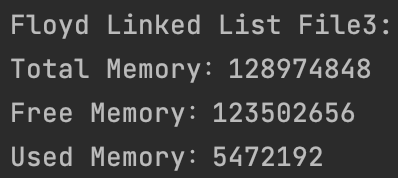 Floyd Linked List File3:
Total Memory: 128974848
Free Memory: 123502656
Used Memory: 5472192